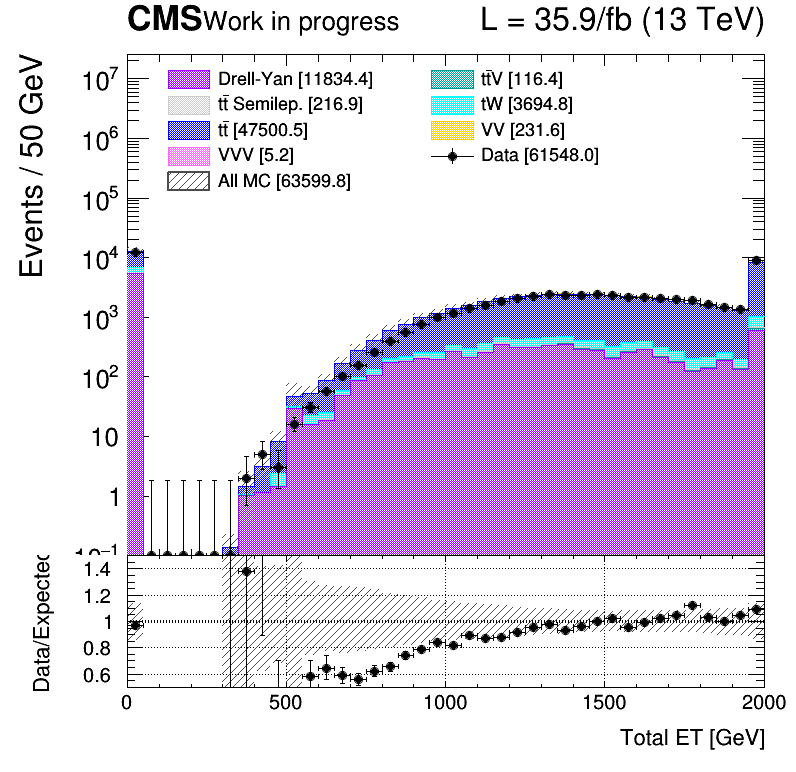 CMS Work in progress L = 35.9/fb (13 TeV)
Events / 50 GeV
10⁷
10⁶
10⁵
10⁴
10³
10²
10
1
10⁻¹
Drell-Yan [11834.4]
tt̄ Semilep. [216.9]
tt̄ [47500.5]
VVV [5.2]
All MC [63599.8]
tt̄V [116.4]
tW [3694.8]
VV [231.6]
Data [61548.0]
Data/Expected
1.4
1.2
1
0.8
0.6
0 500 1000 1500 2000
Total ET [GeV]